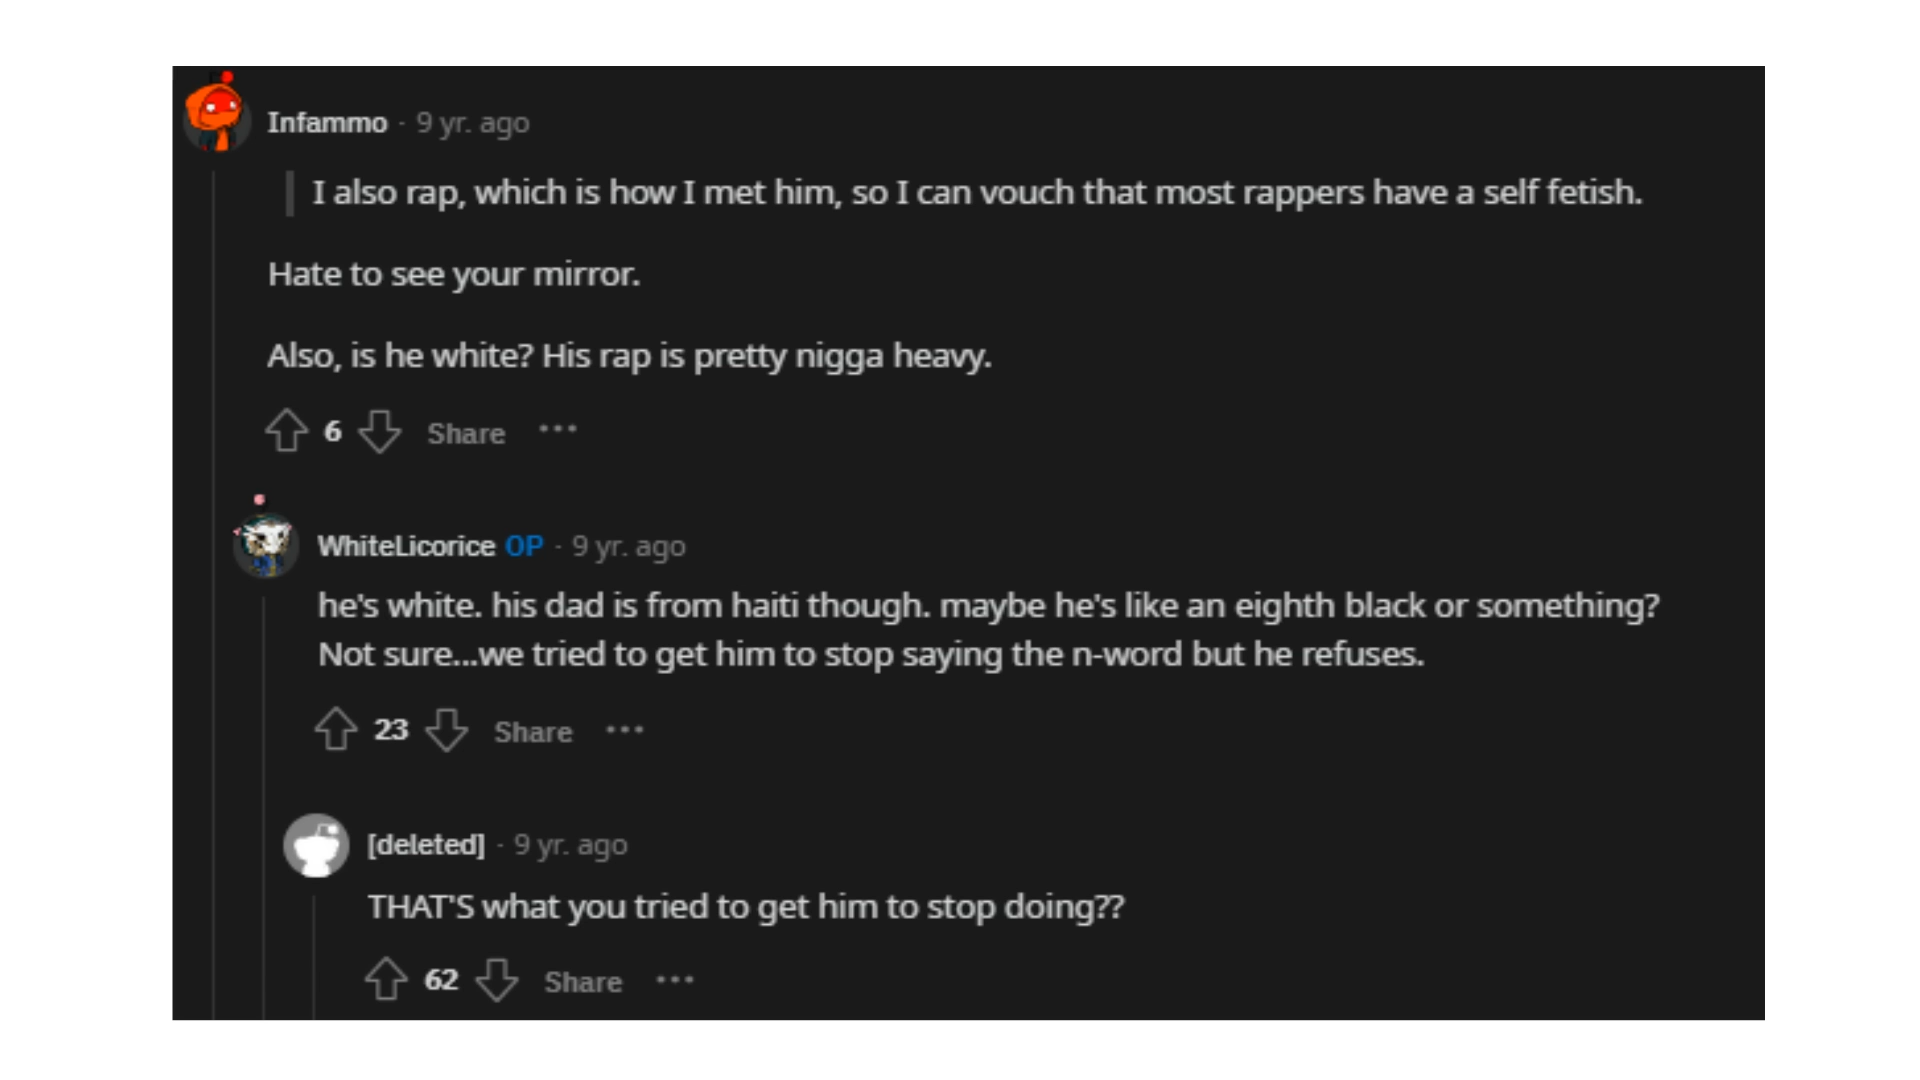 Infammo · 9 yr. ago
I also rap, which is how I met him, so I can vouch that most rappers have a self fetish.
Hate to see your mirror.
Also, is he white? His rap is pretty nigga heavy.
6 Share ...
WhiteLicorice OP · 9 yr. ago
he's white. his dad is from haiti though. maybe he's like an eighth black or something?
Not sure...we tried to get him to stop saying the n-word but he refuses.
23 Share ...
[deleted] · 9 yr. ago
THAT'S what you tried to get him to stop doing??
62 Share ...